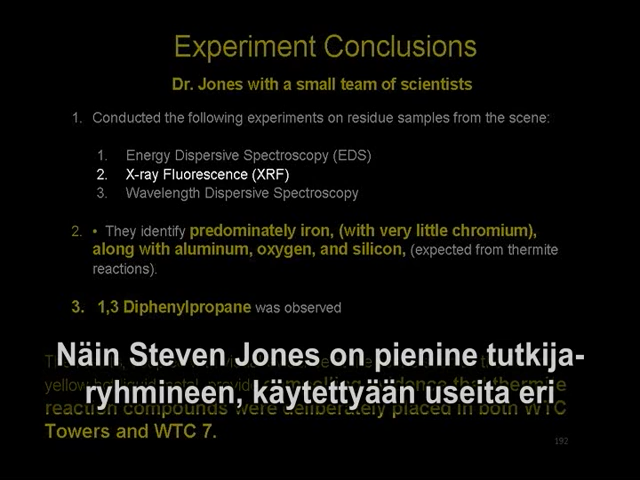 Experiment Conclusions
Dr. Jones with a small team of scientists
1. Conducted the following experiments on residue samples from the scene:
1. Energy Dispersive Spectroscopy (EDS)
2. X-ray Fluorescence (XRF)
3. Wavelength Dispersive Spectroscopy
2. • They identify predominately iron, (with very little chromium),
along with aluminum, oxygen, and silicon, (expected from thermite
reactions).
3. 1,3 Diphenylpropane was observed
Näin Steven Jones on pienine tutkija-
ryhmineen, käytettyään useita eri
reaction compounds were deliberately placed in both WTC
Towers and WTC 7.
192